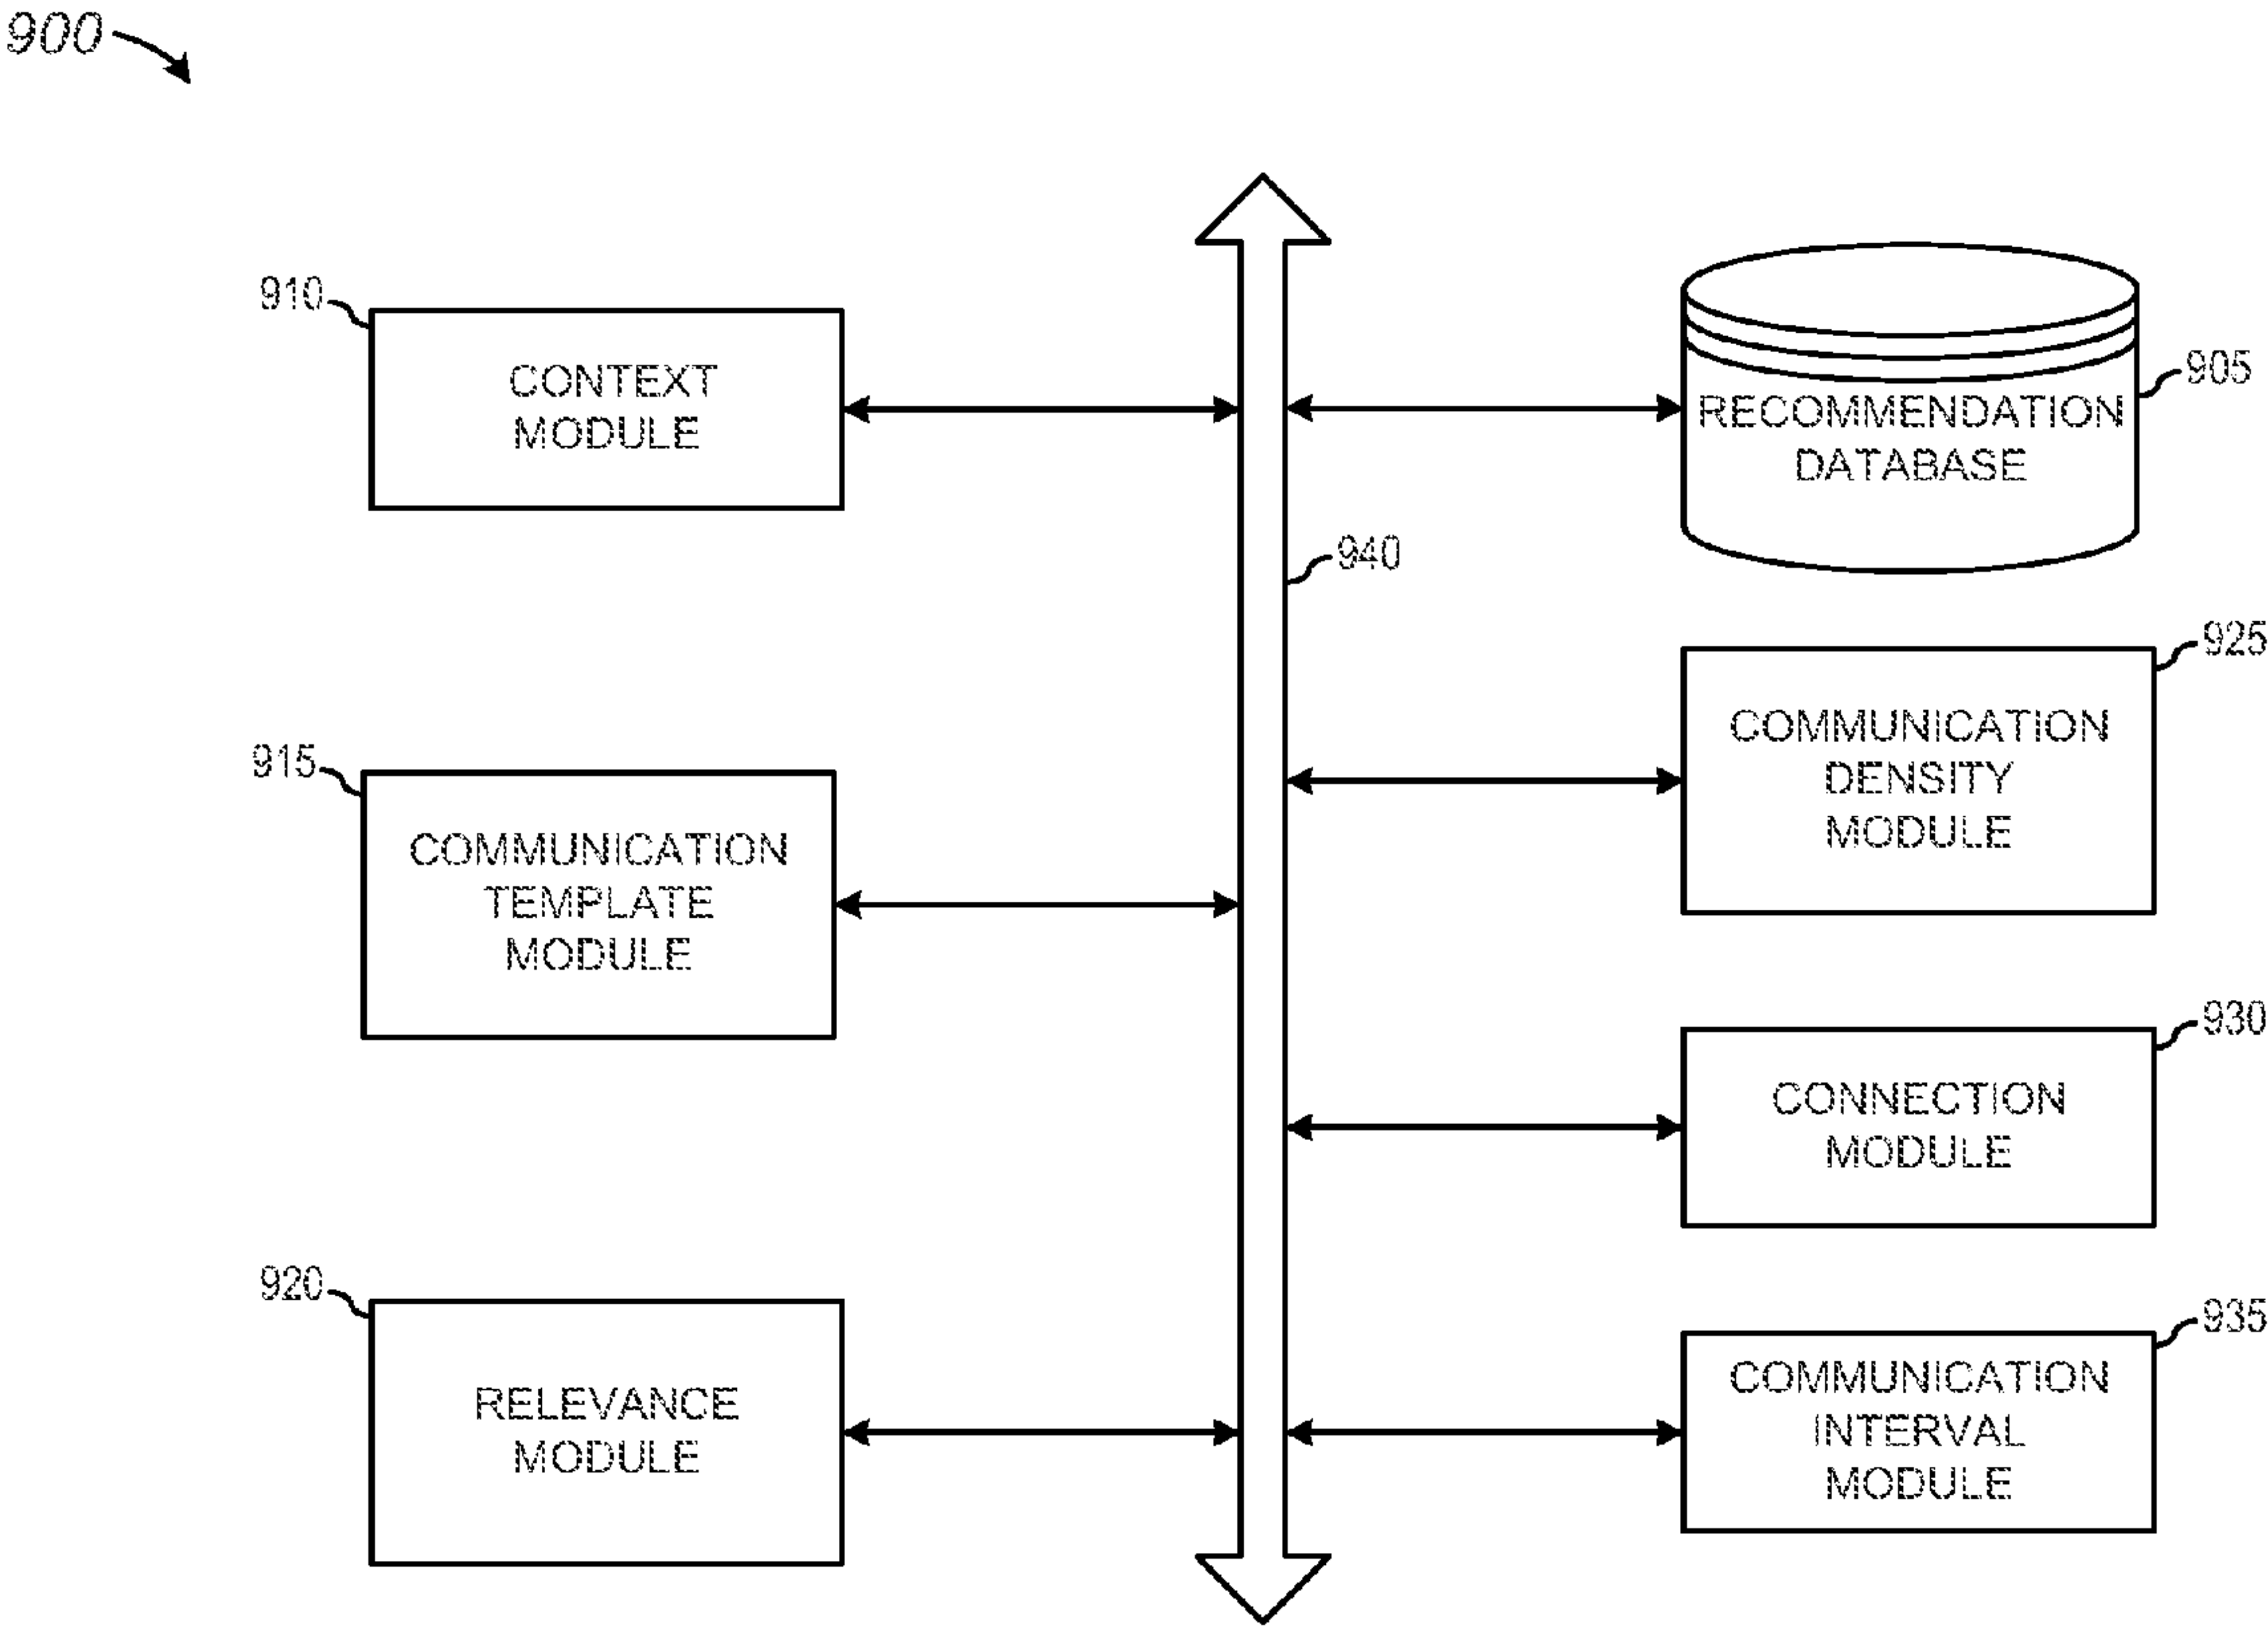 900
910
CONTEXT
MODULE
905
RECOMMENDATION
DATABASE
940
915
COMMUNICATION
TEMPLATE
MODULE
925
COMMUNICATION
DENSITY
MODULE
930
CONNECTION
MODULE
920
RELEVANCE
MODULE
935
COMMUNICATION
INTERVAL
MODULE